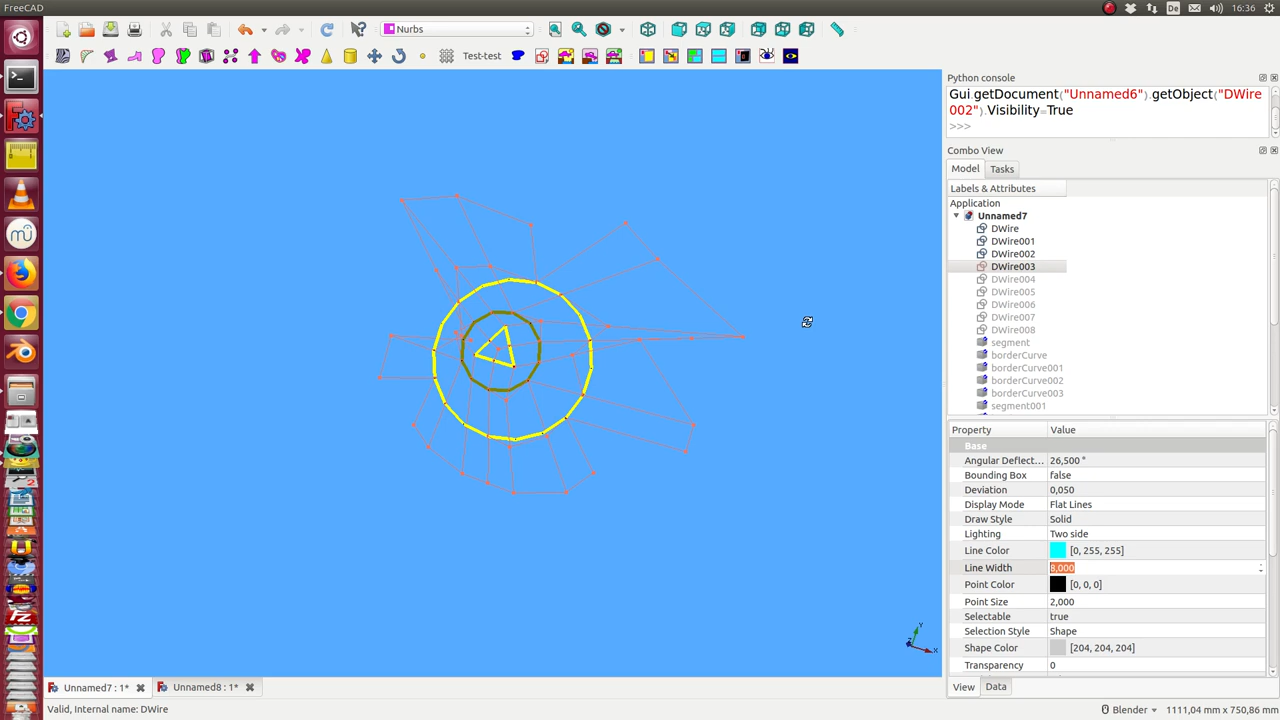 FreeCAD
De
16:36
Nurbs
Test-test
Python console
Gui.getDocument("Unnamed6").getObject("DWire
002").Visibility=True
>>>
Combo View
Model
Tasks
Labels & Attributes
Application
Unnamed7
DWire
DWire001
DWire002
DWire003
DWire004
DWire005
DWire006
DWire007
DWire008
segment
borderCurve
borderCurve001
borderCurve002
borderCurve003
segment001
Property Value
Base
Angular Deflect... 26,500 °
Bounding Box false
Deviation 0,050
Display Mode Flat Lines
Draw Style Solid
Lighting Two side
Line Color [0, 255, 255]
Line Width 8,000
Point Color [0, 0, 0]
Point Size 2,000
Selectable true
Selection Style Shape
Shape Color [204, 204, 204]
Transparency 0
View
Data
Y
X
Unnamed7 : 1*
Unnamed8 : 1*
Valid, Internal name: DWire
Blender
1111,04 mm x 750,86 mm